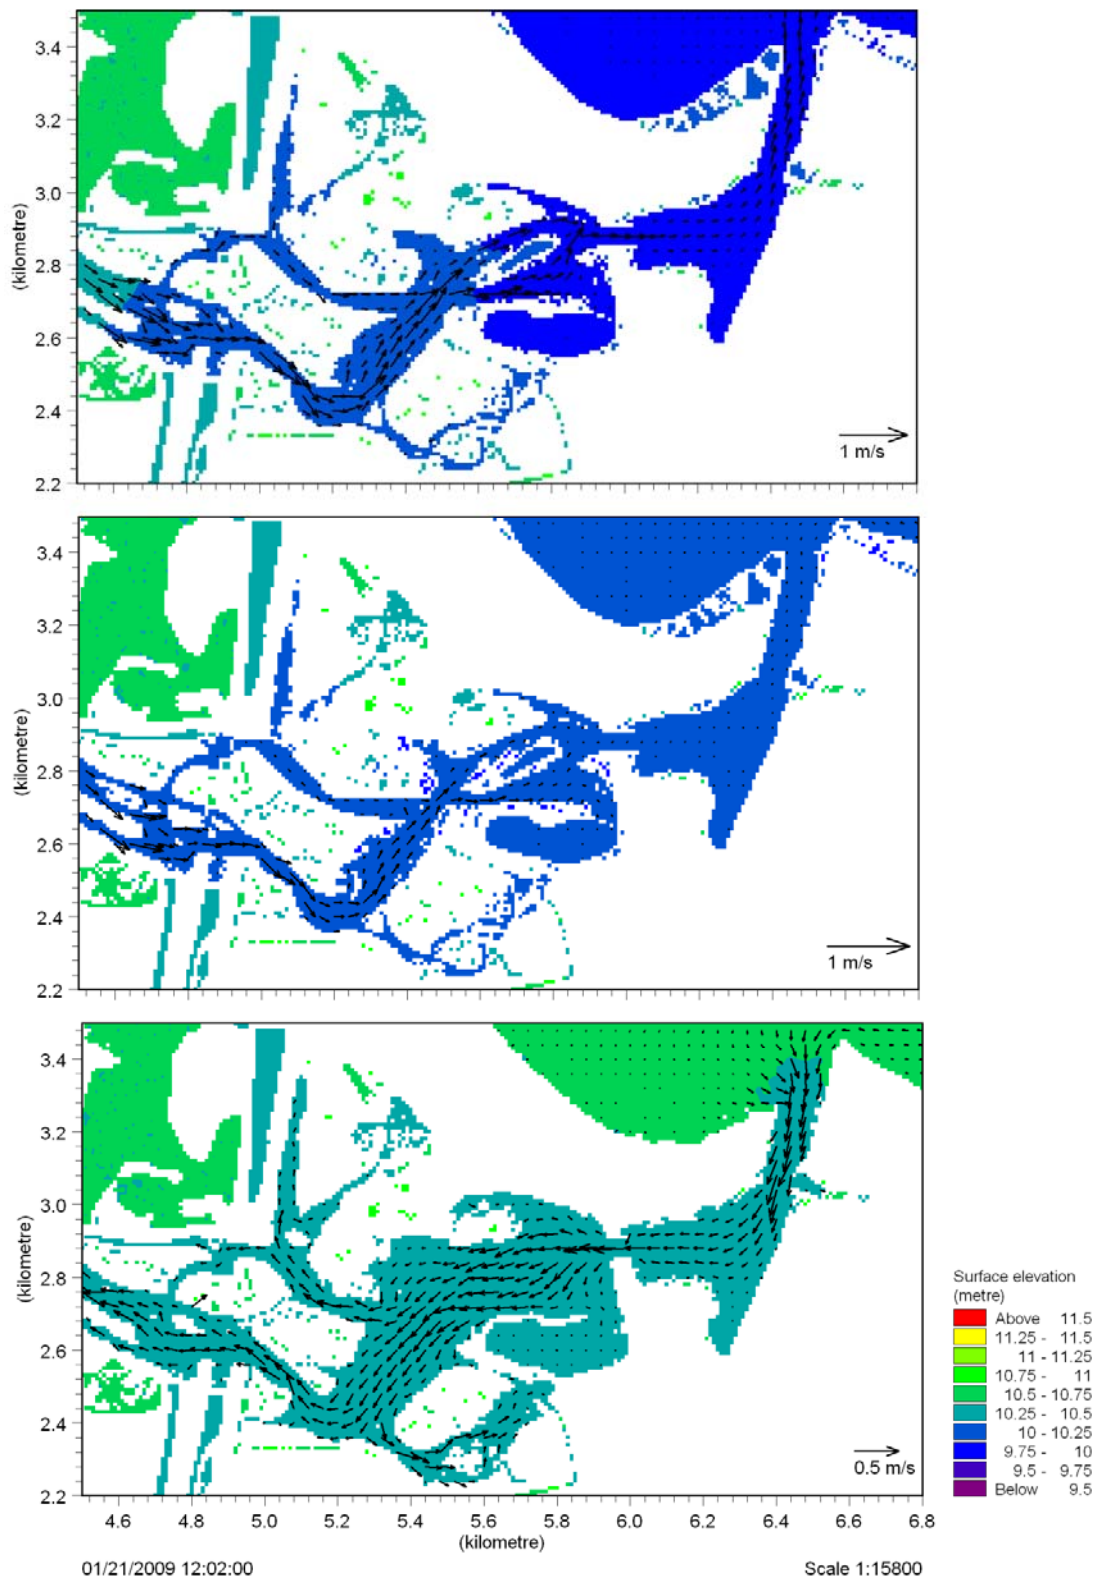 3.4
3.2
3.0
(kilometre)
2.8
2.6
2.4
1 m/s
2.2
3.4
3.2
3.0
(kilometre)
2.8
2.6
2.4
1 m/s
2.2
3.4
3.2
3.0
(kilometre)
2.8
2.6
2.4
0.5 m/s
2.2
4.6 4.8 5.0 5.2 5.4 5.6 5.8 6.0 6.2 6.4 6.6 6.8
(kilometre)
01/21/2009 12:02:00 Scale 1:15800
Surface elevation
(metre)
Above 11.5
11.25 - 11.5
11 - 11.25
10.75 - 11
10.5 - 10.75
10.25 - 10.5
10 - 10.25
9.75 - 10
9.5 - 9.75
Below 9.5